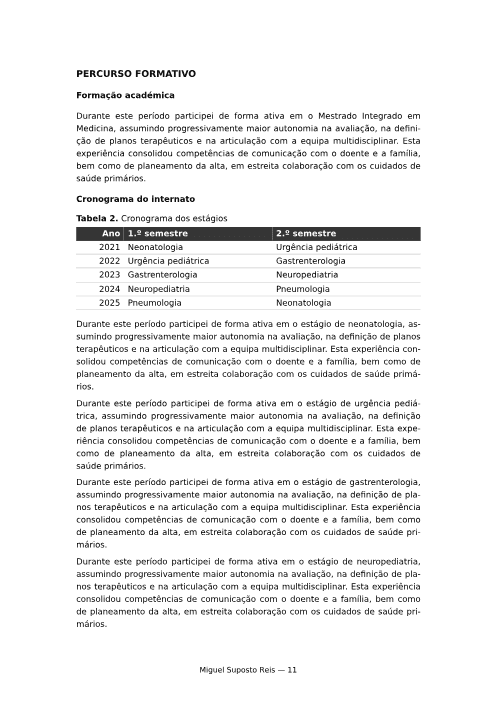 PERCURSO FORMATIVO
Formação académica
Durante este período participei de forma ativa em o Mestrado Integrado em
Medicina, assumindo progressivamente maior autonomia na avaliação, na defini-
ção de planos terapêuticos e na articulação com a equipa multidisciplinar. Esta
experiência consolidou competências de comunicação com o doente e a família,
bem como de planeamento da alta, em estreita colaboração com os cuidados de
saúde primários.
Cronograma do internato
Tabela 2. Cronograma dos estágios
Ano 1.º semestre 2.º semestre
2021 Neonatologia Urgência pediátrica
2022 Urgência pediátrica Gastrenterologia
2023 Gastrenterologia Neuropediatria
2024 Neuropediatria Pneumologia
2025 Pneumologia Neonatologia
Durante este período participei de forma ativa em o estágio de neonatologia, as-
sumindo progressivamente maior autonomia na avaliação, na definição de planos
terapêuticos e na articulação com a equipa multidisciplinar. Esta experiência con-
solidou competências de comunicação com o doente e a família, bem como de
planeamento da alta, em estreita colaboração com os cuidados de saúde primá-
rios.
Durante este período participei de forma ativa em o estágio de urgência pediá-
trica, assumindo progressivamente maior autonomia na avaliação, na definição
de planos terapêuticos e na articulação com a equipa multidisciplinar. Esta expe-
riência consolidou competências de comunicação com o doente e a família, bem
como de planeamento da alta, em estreita colaboração com os cuidados de
saúde primários.
Durante este período participei de forma ativa em o estágio de gastrenterologia,
assumindo progressivamente maior autonomia na avaliação, na definição de pla-
nos terapêuticos e na articulação com a equipa multidisciplinar. Esta experiência
consolidou competências de comunicação com o doente e a família, bem como
de planeamento da alta, em estreita colaboração com os cuidados de saúde pri-
mários.
Durante este período participei de forma ativa em o estágio de neuropediatria,
assumindo progressivamente maior autonomia na avaliação, na definição de pla-
nos terapêuticos e na articulação com a equipa multidisciplinar. Esta experiência
consolidou competências de comunicação com o doente e a família, bem como
de planeamento da alta, em estreita colaboração com os cuidados de saúde pri-
mários.
Miguel Suposto Reis — 11